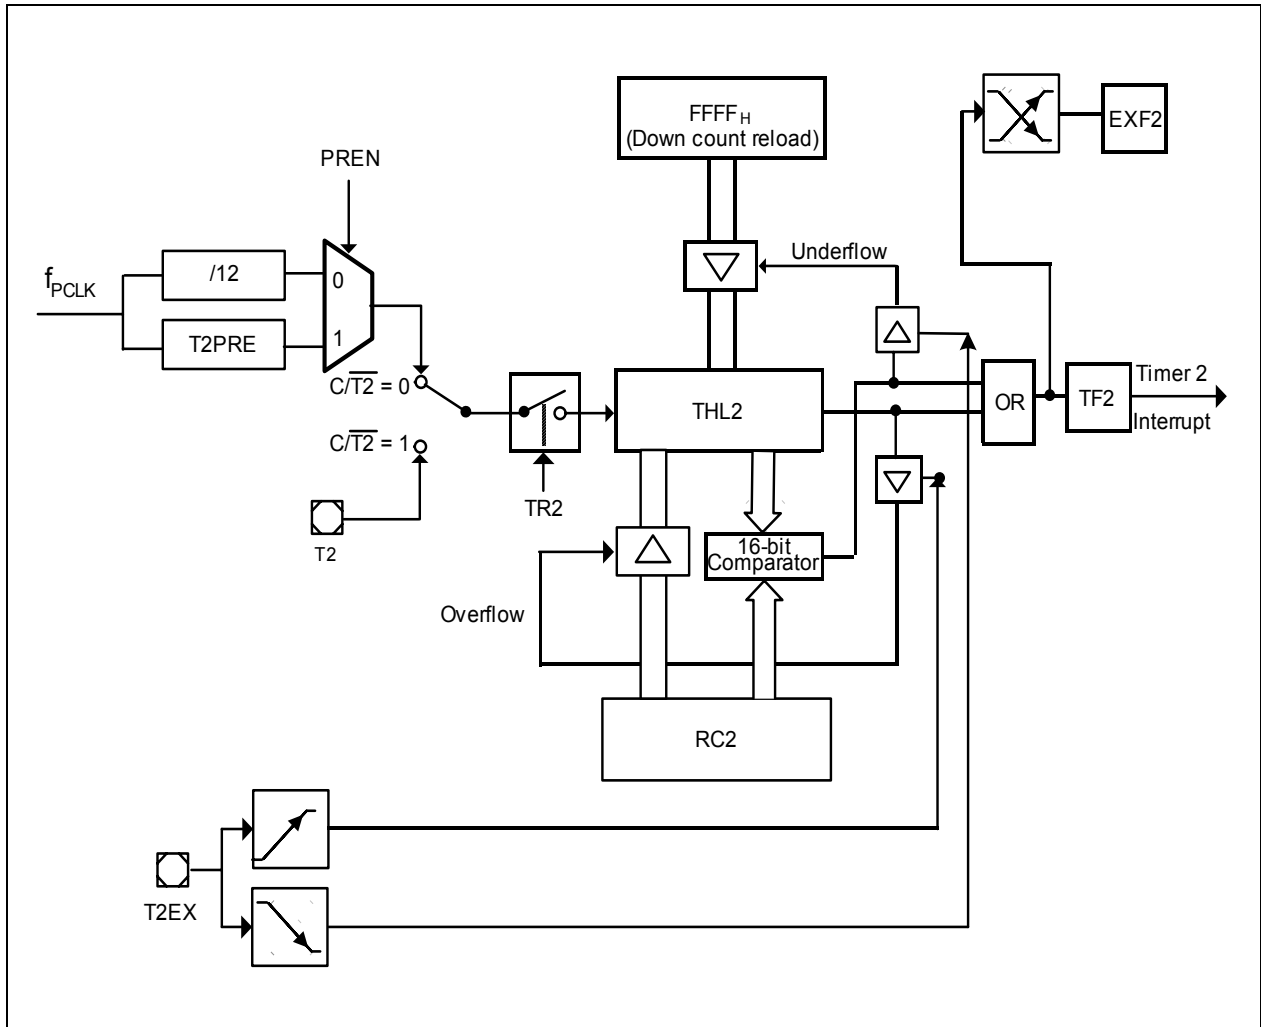 FFFF H
(Down count reload)
EXF2
PREN
Underflow
fPCLK
/12
0
T2PRE
1
C/T2 = 0
THL2
OR
TF2
Timer 2
Interrupt
C/T2 = 1
TR2
T2
16-bit
Comparator
Overflow
RC2
T2EX